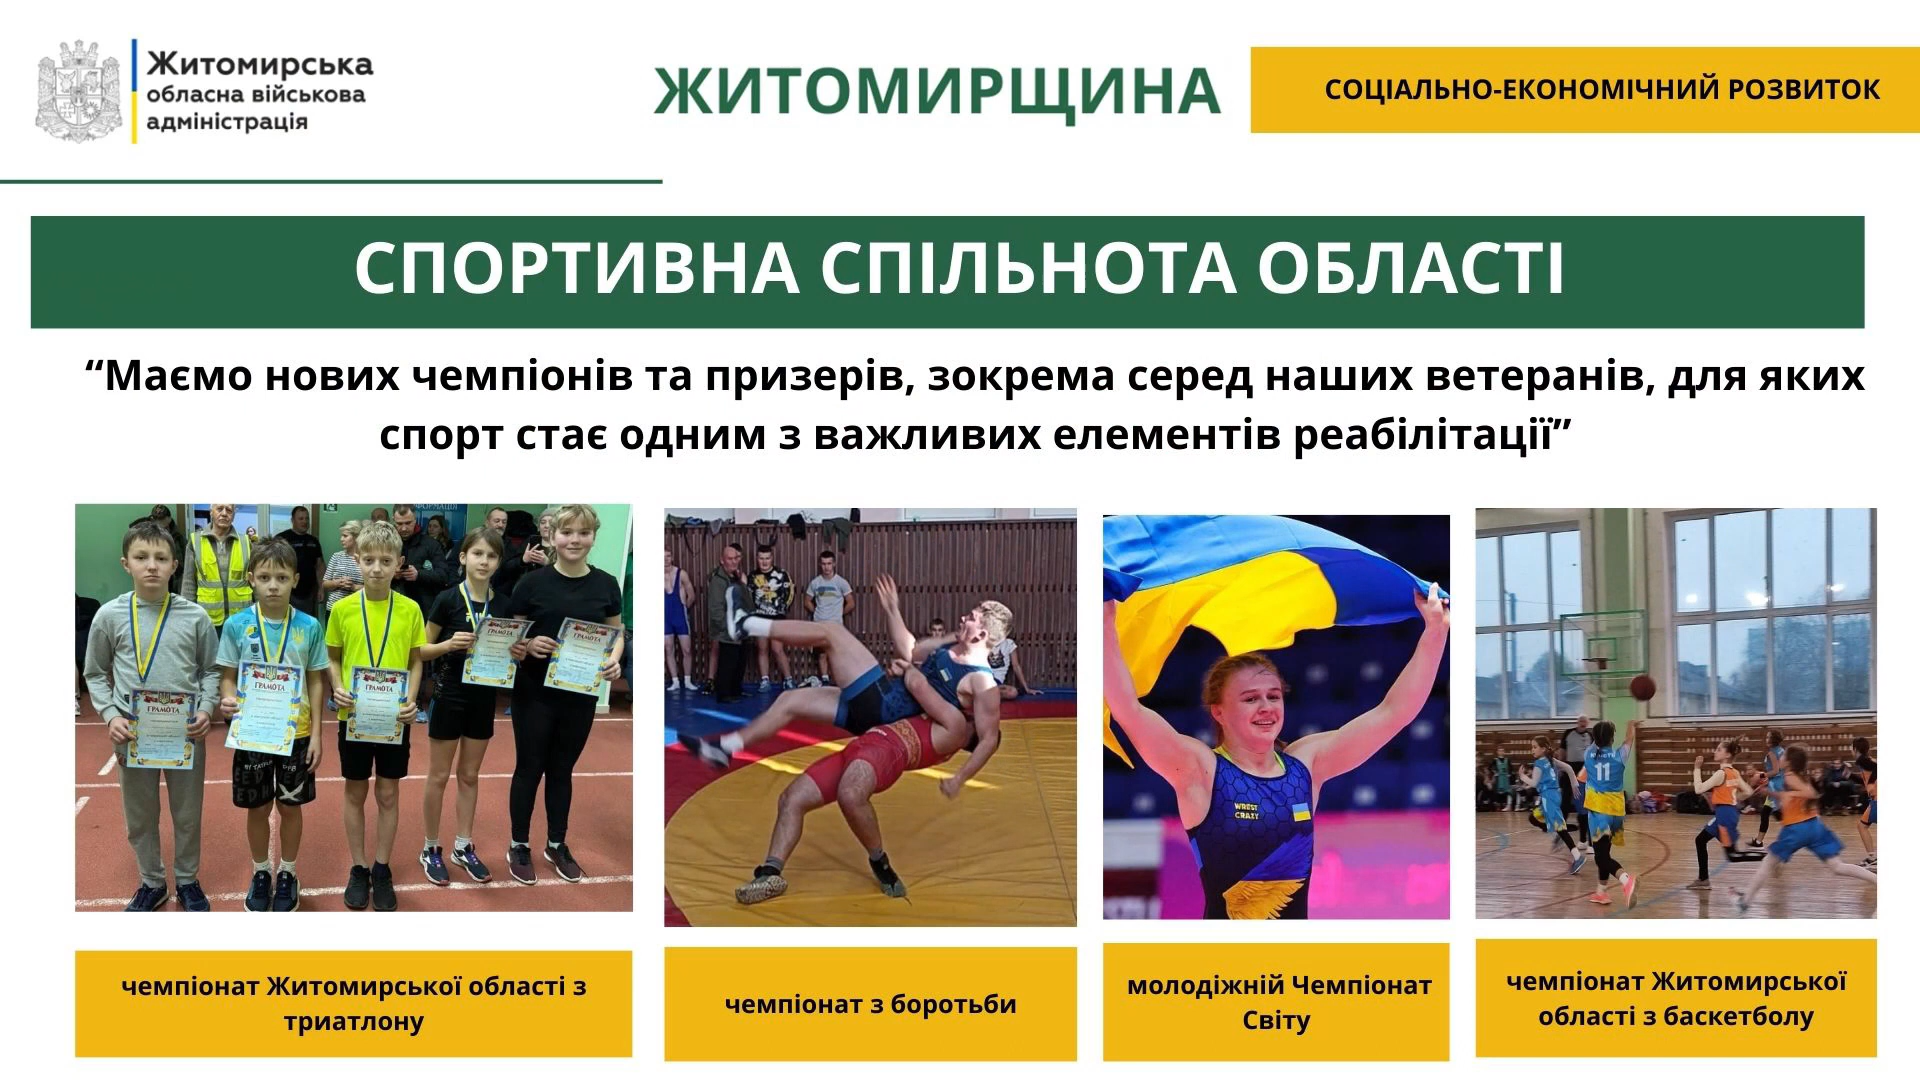 Житомирська
обласна військова
адміністрація
ЖИТОМИРЩИНА
СОЦІАЛЬНО-ЕКОНОМІЧНИЙ РОЗВИТОК
СПОРТИВНА СПІЛЬНОТА ОБЛАСТІ
“Маємо нових чемпіонів та призерів, зокрема серед наших ветеранів, для яких
спорт стає одним з важливих елементів реабілітації”
ГРАМОТА
ГРАМОТА
ГРАМОТА
ГРАМОТА
ГРАМОТА
WREST
CRAZY
11
чемпіонат Житомирської області з
триатлону
чемпіонат з боротьби
молодіжній Чемпіонат
Світу
чемпіонат Житомирської
області з баскетболу